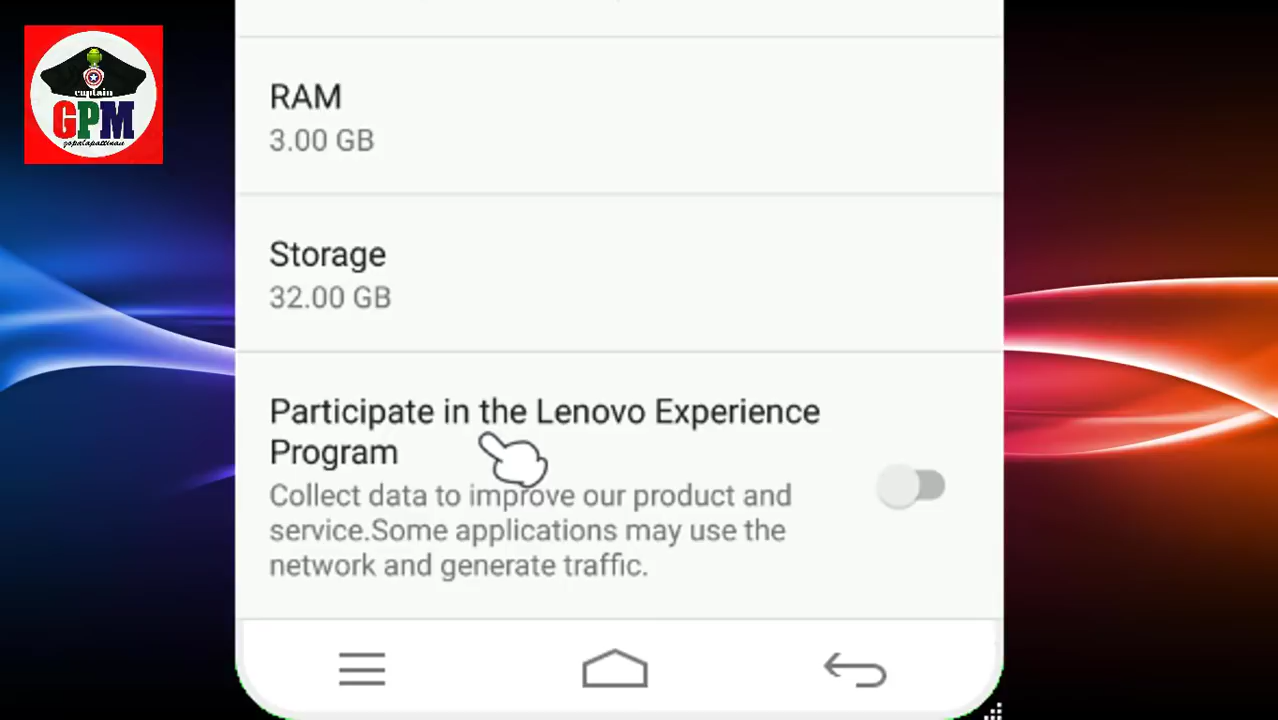 captain
GPM
RAM
3.00 GB
Storage
32.00 GB
Participate in the Lenovo Experience
Program
Collect data to improve our product and
service.Some applications may use the
network and generate traffic.